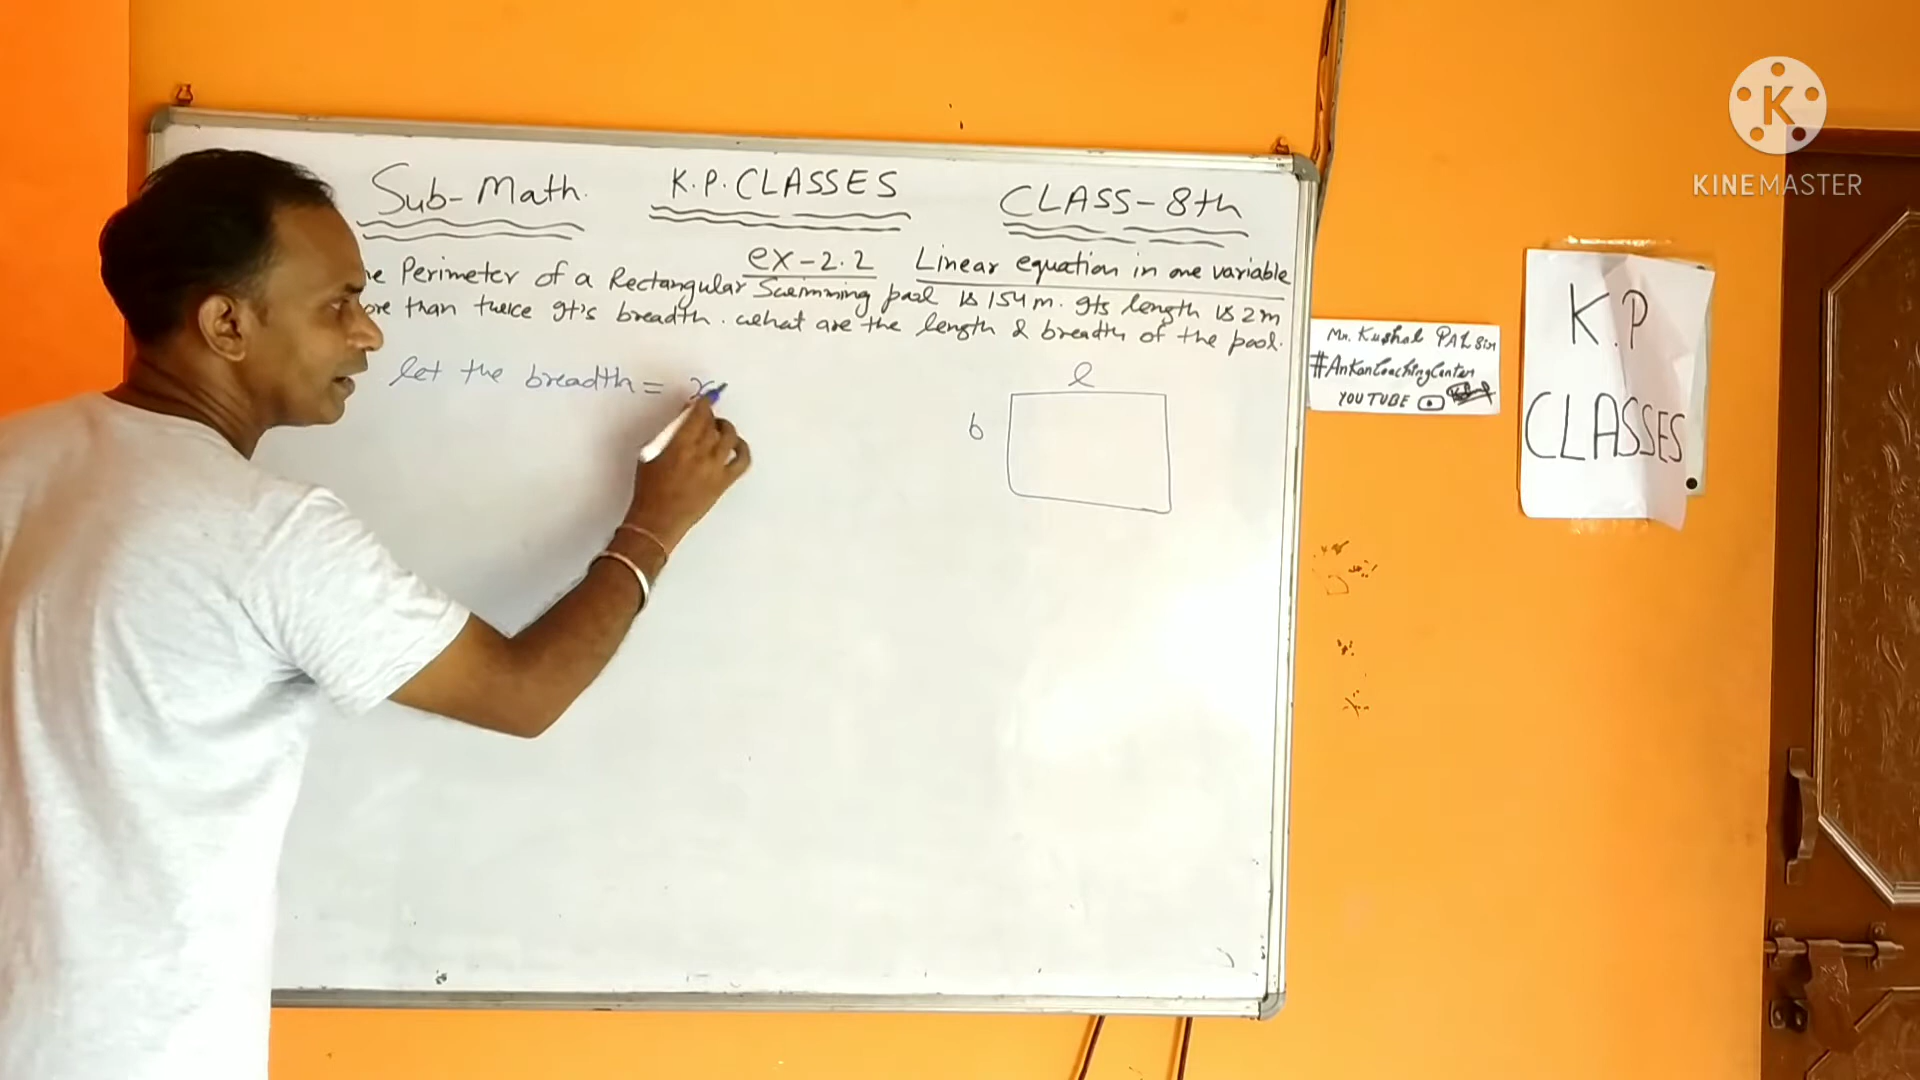 Sub-Math. K.P.CLASSES CLASS-8th
ex-2.2 Linear equation in one variable
Perimeter of a Rectangular Swimming pool is 154m. Its length is 2m
than twice It's breadth. what are the length & breadth of the pool.
let the breadth = x
l
b
Mr. Kushal PAL Sir
#AnkanCoachingCenter
YOUTUBE
K.P
CLASSES
K
KINEMASTER